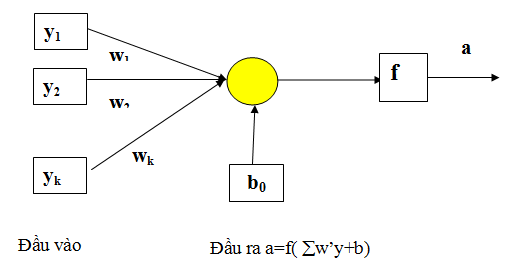 y₁
w₁
y₂
w₂
yₖ
wₖ
b₀
f
a
Đầu vào
Đầu ra a=f( ∑w’y+b)